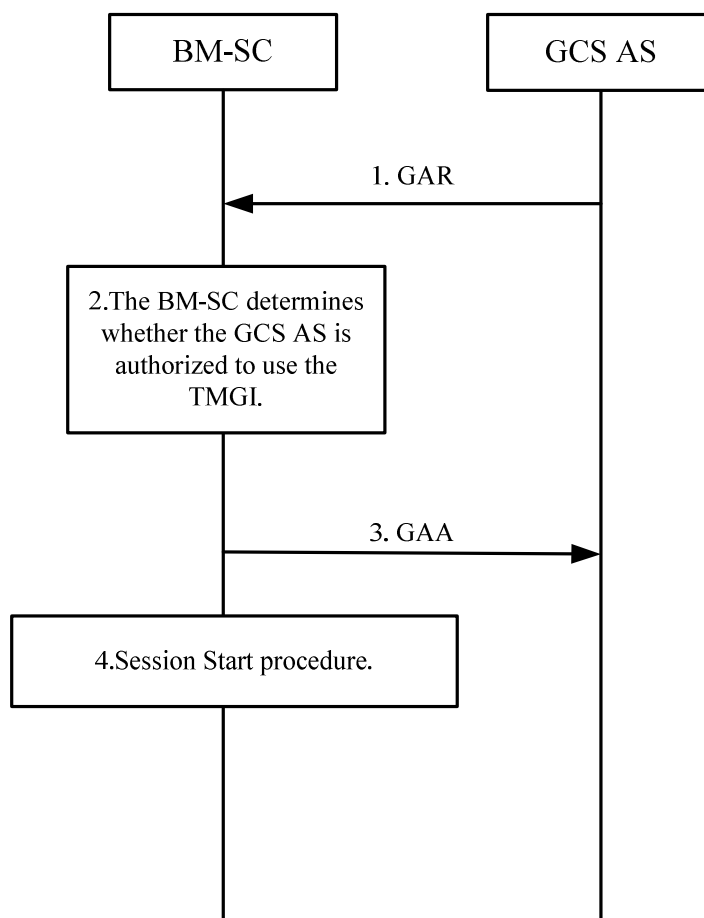 BM-SC
GCS AS
1. GAR
2.The BM-SC determines
whether the GCS AS is
authorized to use the
TMGI.
3. GAA
4.Session Start procedure.